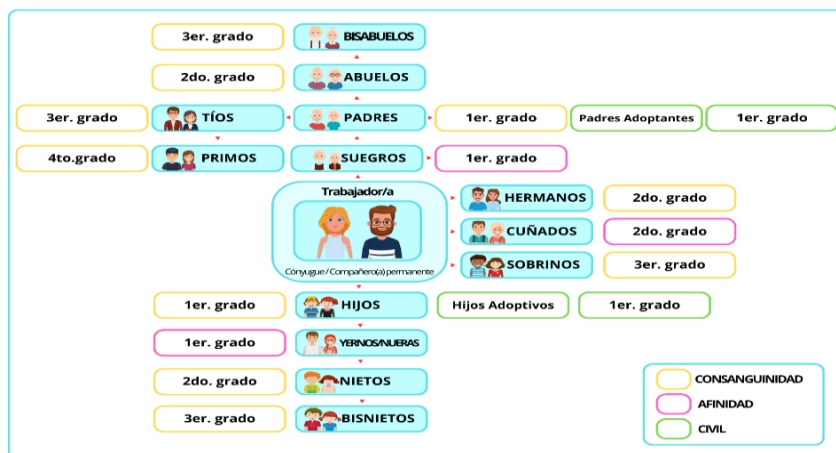 3er. grado BISABUELOS
2do. grado ABUELOS
3er. grado TÍOS PADRES 1er. grado Padres Adoptantes 1er. grado
4to.grado PRIMOS SUEGROS 1er. grado
Trabajador/a
HERMANOS 2do. grado
CUÑADOS 2do. grado
SOBRINOS 3er. grado
Cónyugue / Compañero(a) permanente
1er. grado HIJOS Hijos Adoptivos 1er. grado
1er. grado YERNOS/NUERAS
2do. grado NIETOS
3er. grado BISNIETOS
CONSANGUINIDAD
AFINIDAD
CIVIL